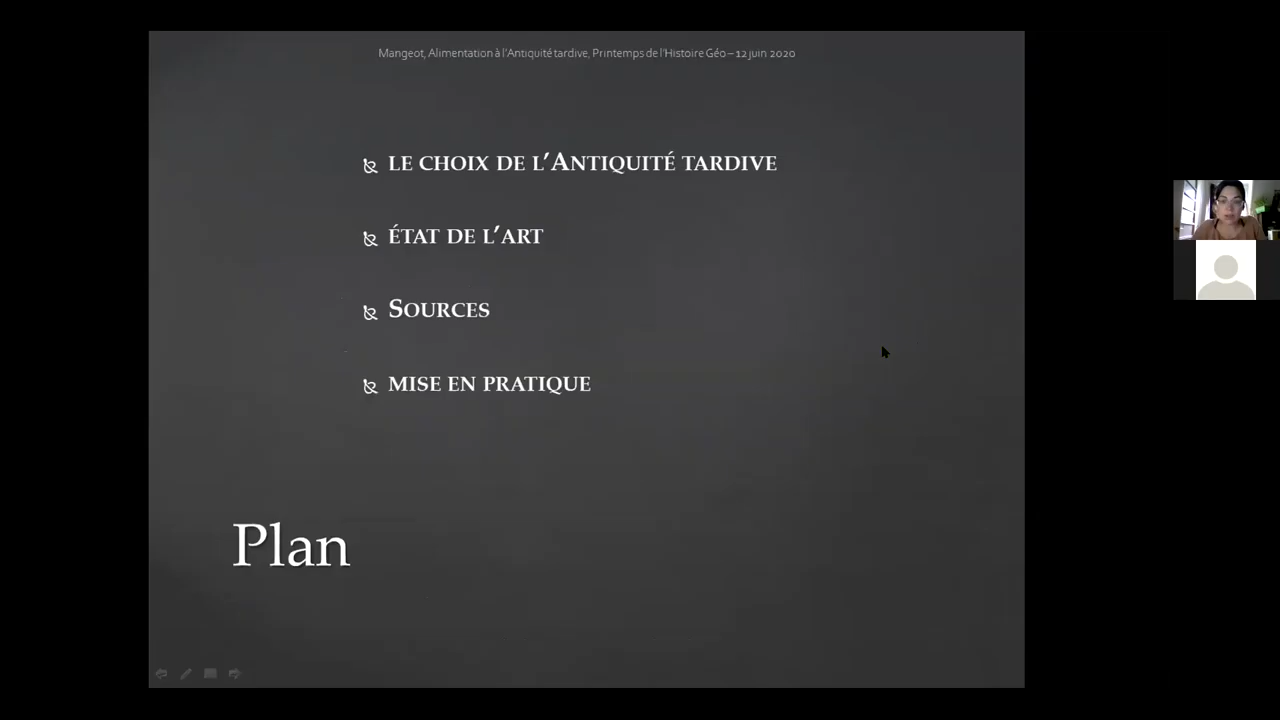 Mangeot, Alimentation à l'Antiquité tardive, Printemps de l'Histoire Géo – 12 juin 2020
LE CHOIX DE L'ANTIQUITÉ TARDIVE
ÉTAT DE L'ART
SOURCES
MISE EN PRATIQUE
Plan